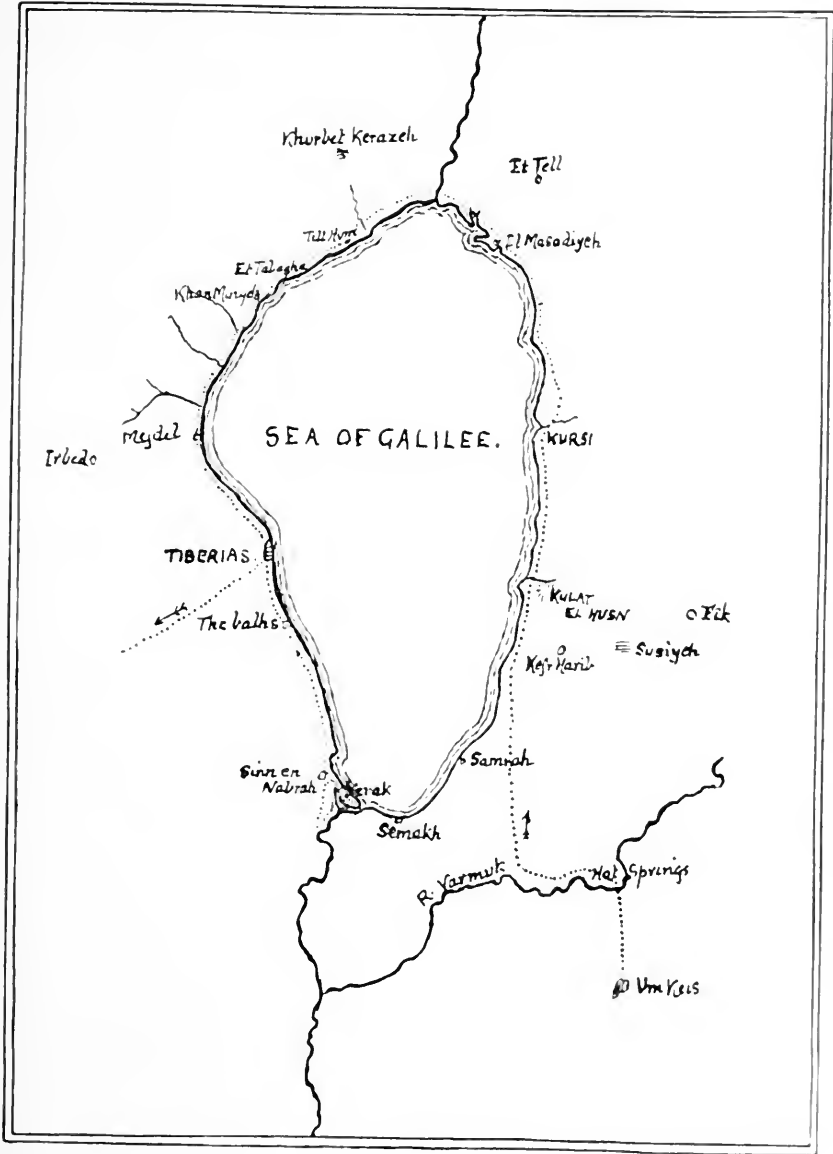 Khurbet Kerazeh
Et Tell
Tell Hum
El Masadiyeh
Et Tabagha
Khan Minyeh
SEA OF GALILEE.
Mejdel
KURSI
Irbed
TIBERIAS
KULAT
EL HUSN
Fik
The baths
Kefr Harib
Susiyeh
Sinn en
Nabrah
Kerak
Samrah
Semakh
R. Yarmuk
Hot Springs
Um Keis